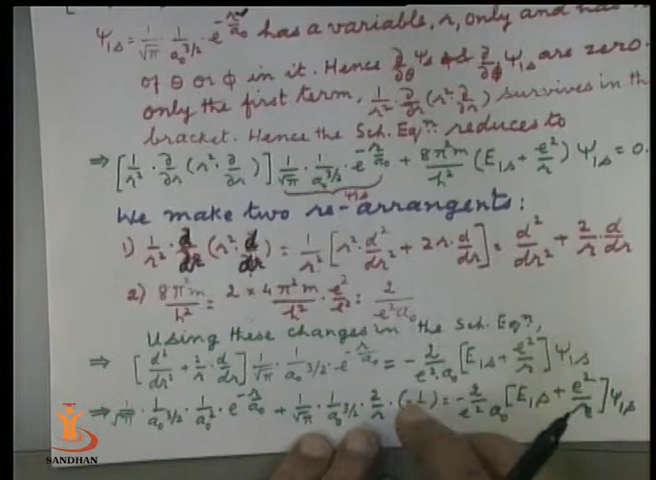 Ψ₁ₛ = 1/√π · 1/a₀^3/2 · e^-r/a₀ has a variable, r, only and has
of θ or φ in it. Hence ∂/∂θ Ψ₁ₛ and ∂/∂φ Ψ₁ₛ are zero.
only the first term, 1/r² · ∂/∂r (r² · ∂/∂r) survives in the
bracket. Hence the Sch. Eqⁿ reduces to
⇒ [1/r² · ∂/∂r (r² · ∂/∂r)] 1/√π · 1/a₀^3/2 · e^-r/a₀ + 8π²m/h² (E₁ₛ + e²/r) Ψ₁ₛ = 0.
Ψ₁ₛ
We make two re-arrangents:
1) 1/r² · d/dr (r² · d/dr) = 1/r² [r² · d²/dr² + 2r · d/dr] = d²/dr² + 2/r · d/dr
2) 8π²m/h² = 2 × 4π²m/h² · e²/e² = 2/e²a₀
Using these changes in the Sch. Eqⁿ,
⇒ [d²/dr² + 2/r · d/dr] 1/√π · 1/a₀^3/2 · e^-r/a₀ = - 2/e²·a₀ [E₁ₛ + e²/r] Ψ₁ₛ
⇒ 1/√π · 1/a₀^3/2 · 1/a₀² · e^-r/a₀ + 1/√π · 1/a₀^3/2 · 2/r · (-1/ ) = - 2/e² a₀ [E₁ₛ + e²/r] Ψ₁ₛ
SANDHAN